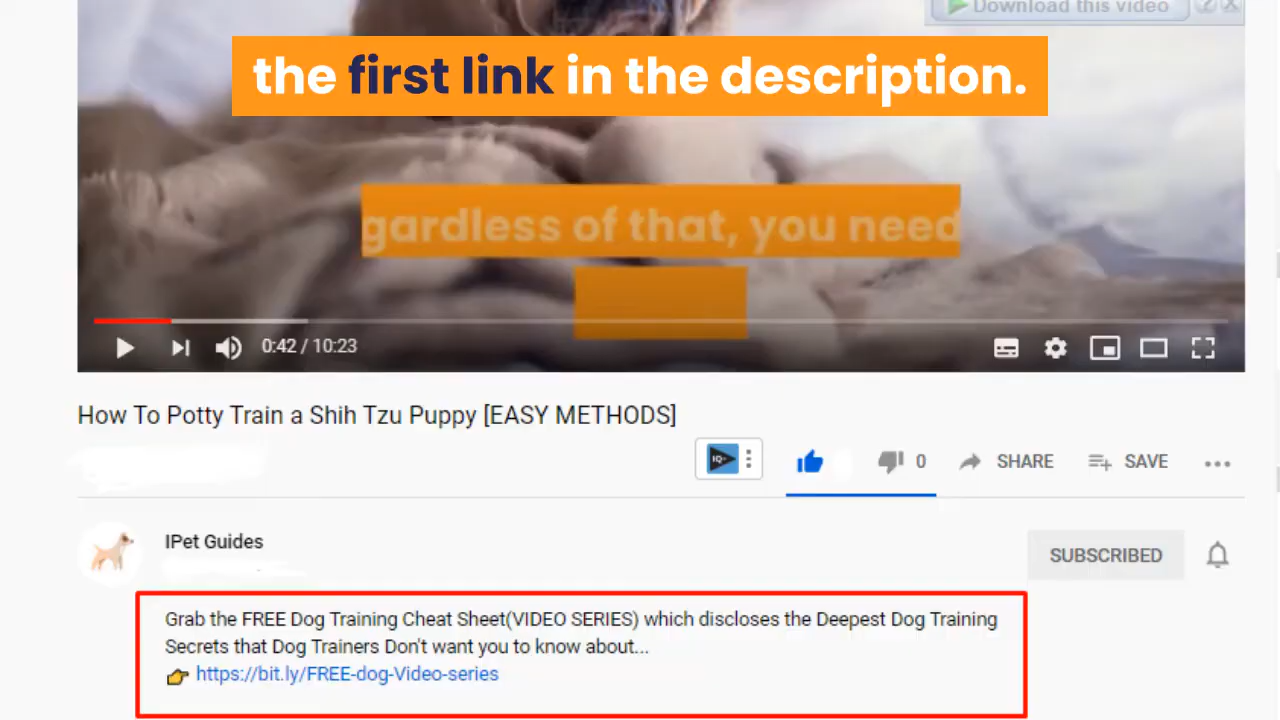 Download this video
the first link in the description.
gardless of that, you need
0:42 / 10:23
How To Potty Train a Shih Tzu Puppy [EASY METHODS]
IQ
0
SHARE
SAVE
IPet Guides
SUBSCRIBED
Grab the FREE Dog Training Cheat Sheet(VIDEO SERIES) which discloses the Deepest Dog Training
Secrets that Dog Trainers Don't want you to know about...
👉 https://bit.ly/FREE-dog-Video-series